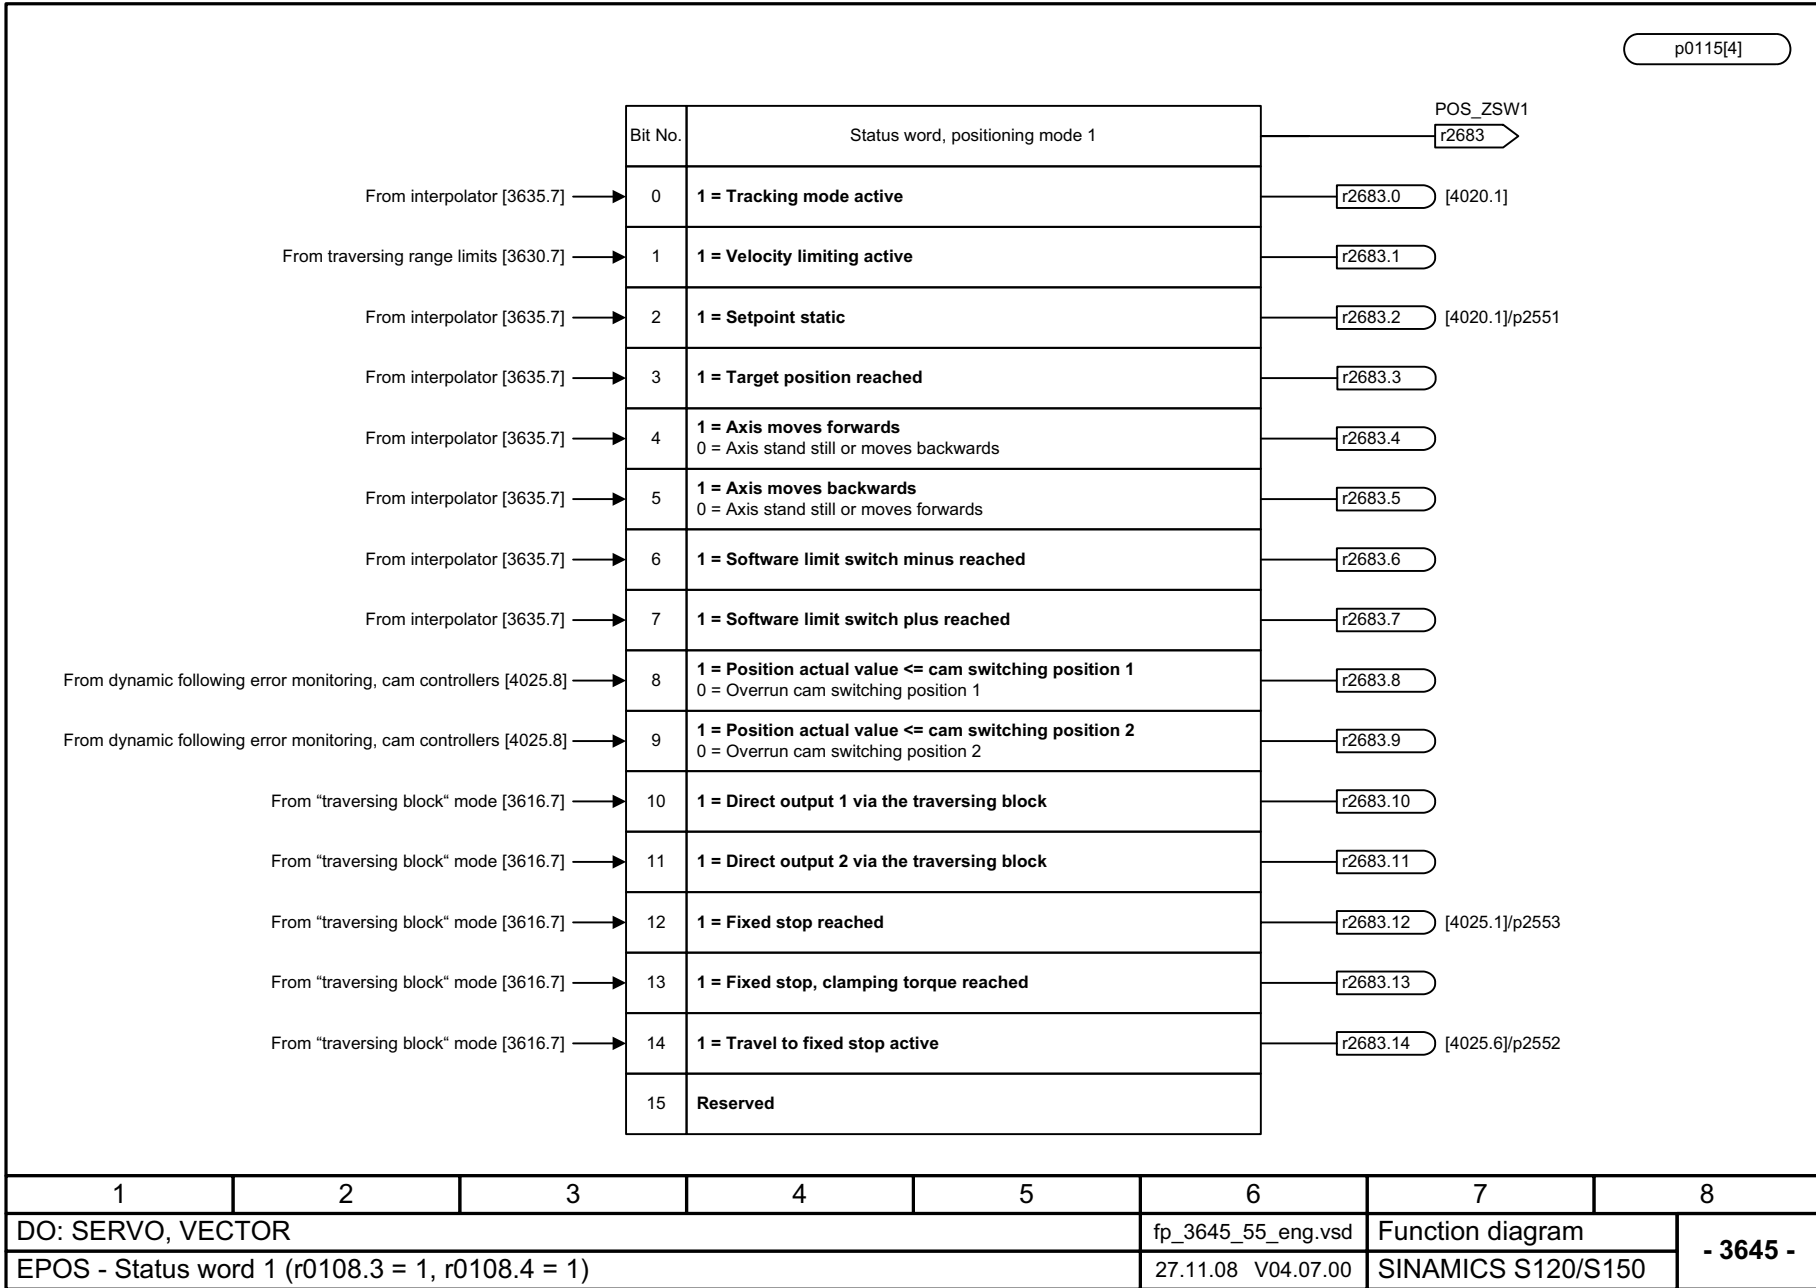 p0115[4]
POS_ZSW1
Bit No. Status word, positioning mode 1 r2683
From interpolator [3635.7] 0 1 = Tracking mode active r2683.0 [4020.1]
From traversing range limits [3630.7] 1 1 = Velocity limiting active r2683.1
From interpolator [3635.7] 2 1 = Setpoint static r2683.2 [4020.1]/p2551
From interpolator [3635.7] 3 1 = Target position reached r2683.3
From interpolator [3635.7] 4 1 = Axis moves forwards r2683.4
0 = Axis stand still or moves backwards
From interpolator [3635.7] 5 1 = Axis moves backwards r2683.5
0 = Axis stand still or moves forwards
From interpolator [3635.7] 6 1 = Software limit switch minus reached r2683.6
From interpolator [3635.7] 7 1 = Software limit switch plus reached r2683.7
From dynamic following error monitoring, cam controllers [4025.8] 8 1 = Position actual value <= cam switching position 1 r2683.8
0 = Overrun cam switching position 1
From dynamic following error monitoring, cam controllers [4025.8] 9 1 = Position actual value <= cam switching position 2 r2683.9
0 = Overrun cam switching position 2
From “traversing block“ mode [3616.7] 10 1 = Direct output 1 via the traversing block r2683.10
From “traversing block“ mode [3616.7] 11 1 = Direct output 2 via the traversing block r2683.11
From “traversing block“ mode [3616.7] 12 1 = Fixed stop reached r2683.12 [4025.1]/p2553
From “traversing block“ mode [3616.7] 13 1 = Fixed stop, clamping torque reached r2683.13
From “traversing block“ mode [3616.7] 14 1 = Travel to fixed stop active r2683.14 [4025.6]/p2552
15 Reserved
1 2 3 4 5 6 7 8
DO: SERVO, VECTOR fp_3645_55_eng.vsd Function diagram - 3645 -
EPOS - Status word 1 (r0108.3 = 1, r0108.4 = 1) 27.11.08 V04.07.00 SINAMICS S120/S150